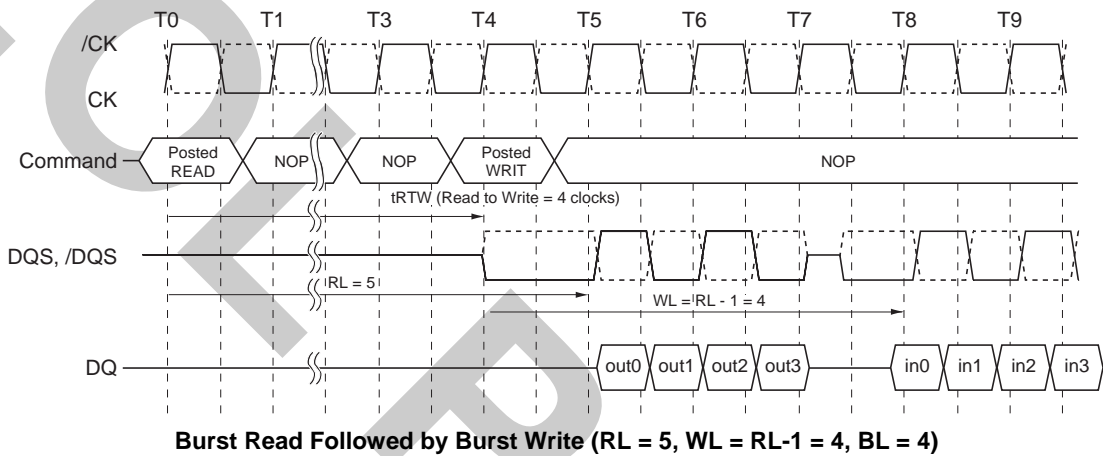 T0 T1 T3 T4 T5 T6 T7 T8 T9
/CK
CK
Command Posted READ NOP NOP Posted WRIT NOP
tRTW (Read to Write = 4 clocks)
DQS, /DQS
RL = 5
WL = RL - 1 = 4
DQ out0 out1 out2 out3 in0 in1 in2 in3
Burst Read Followed by Burst Write (RL = 5, WL = RL-1 = 4, BL = 4)